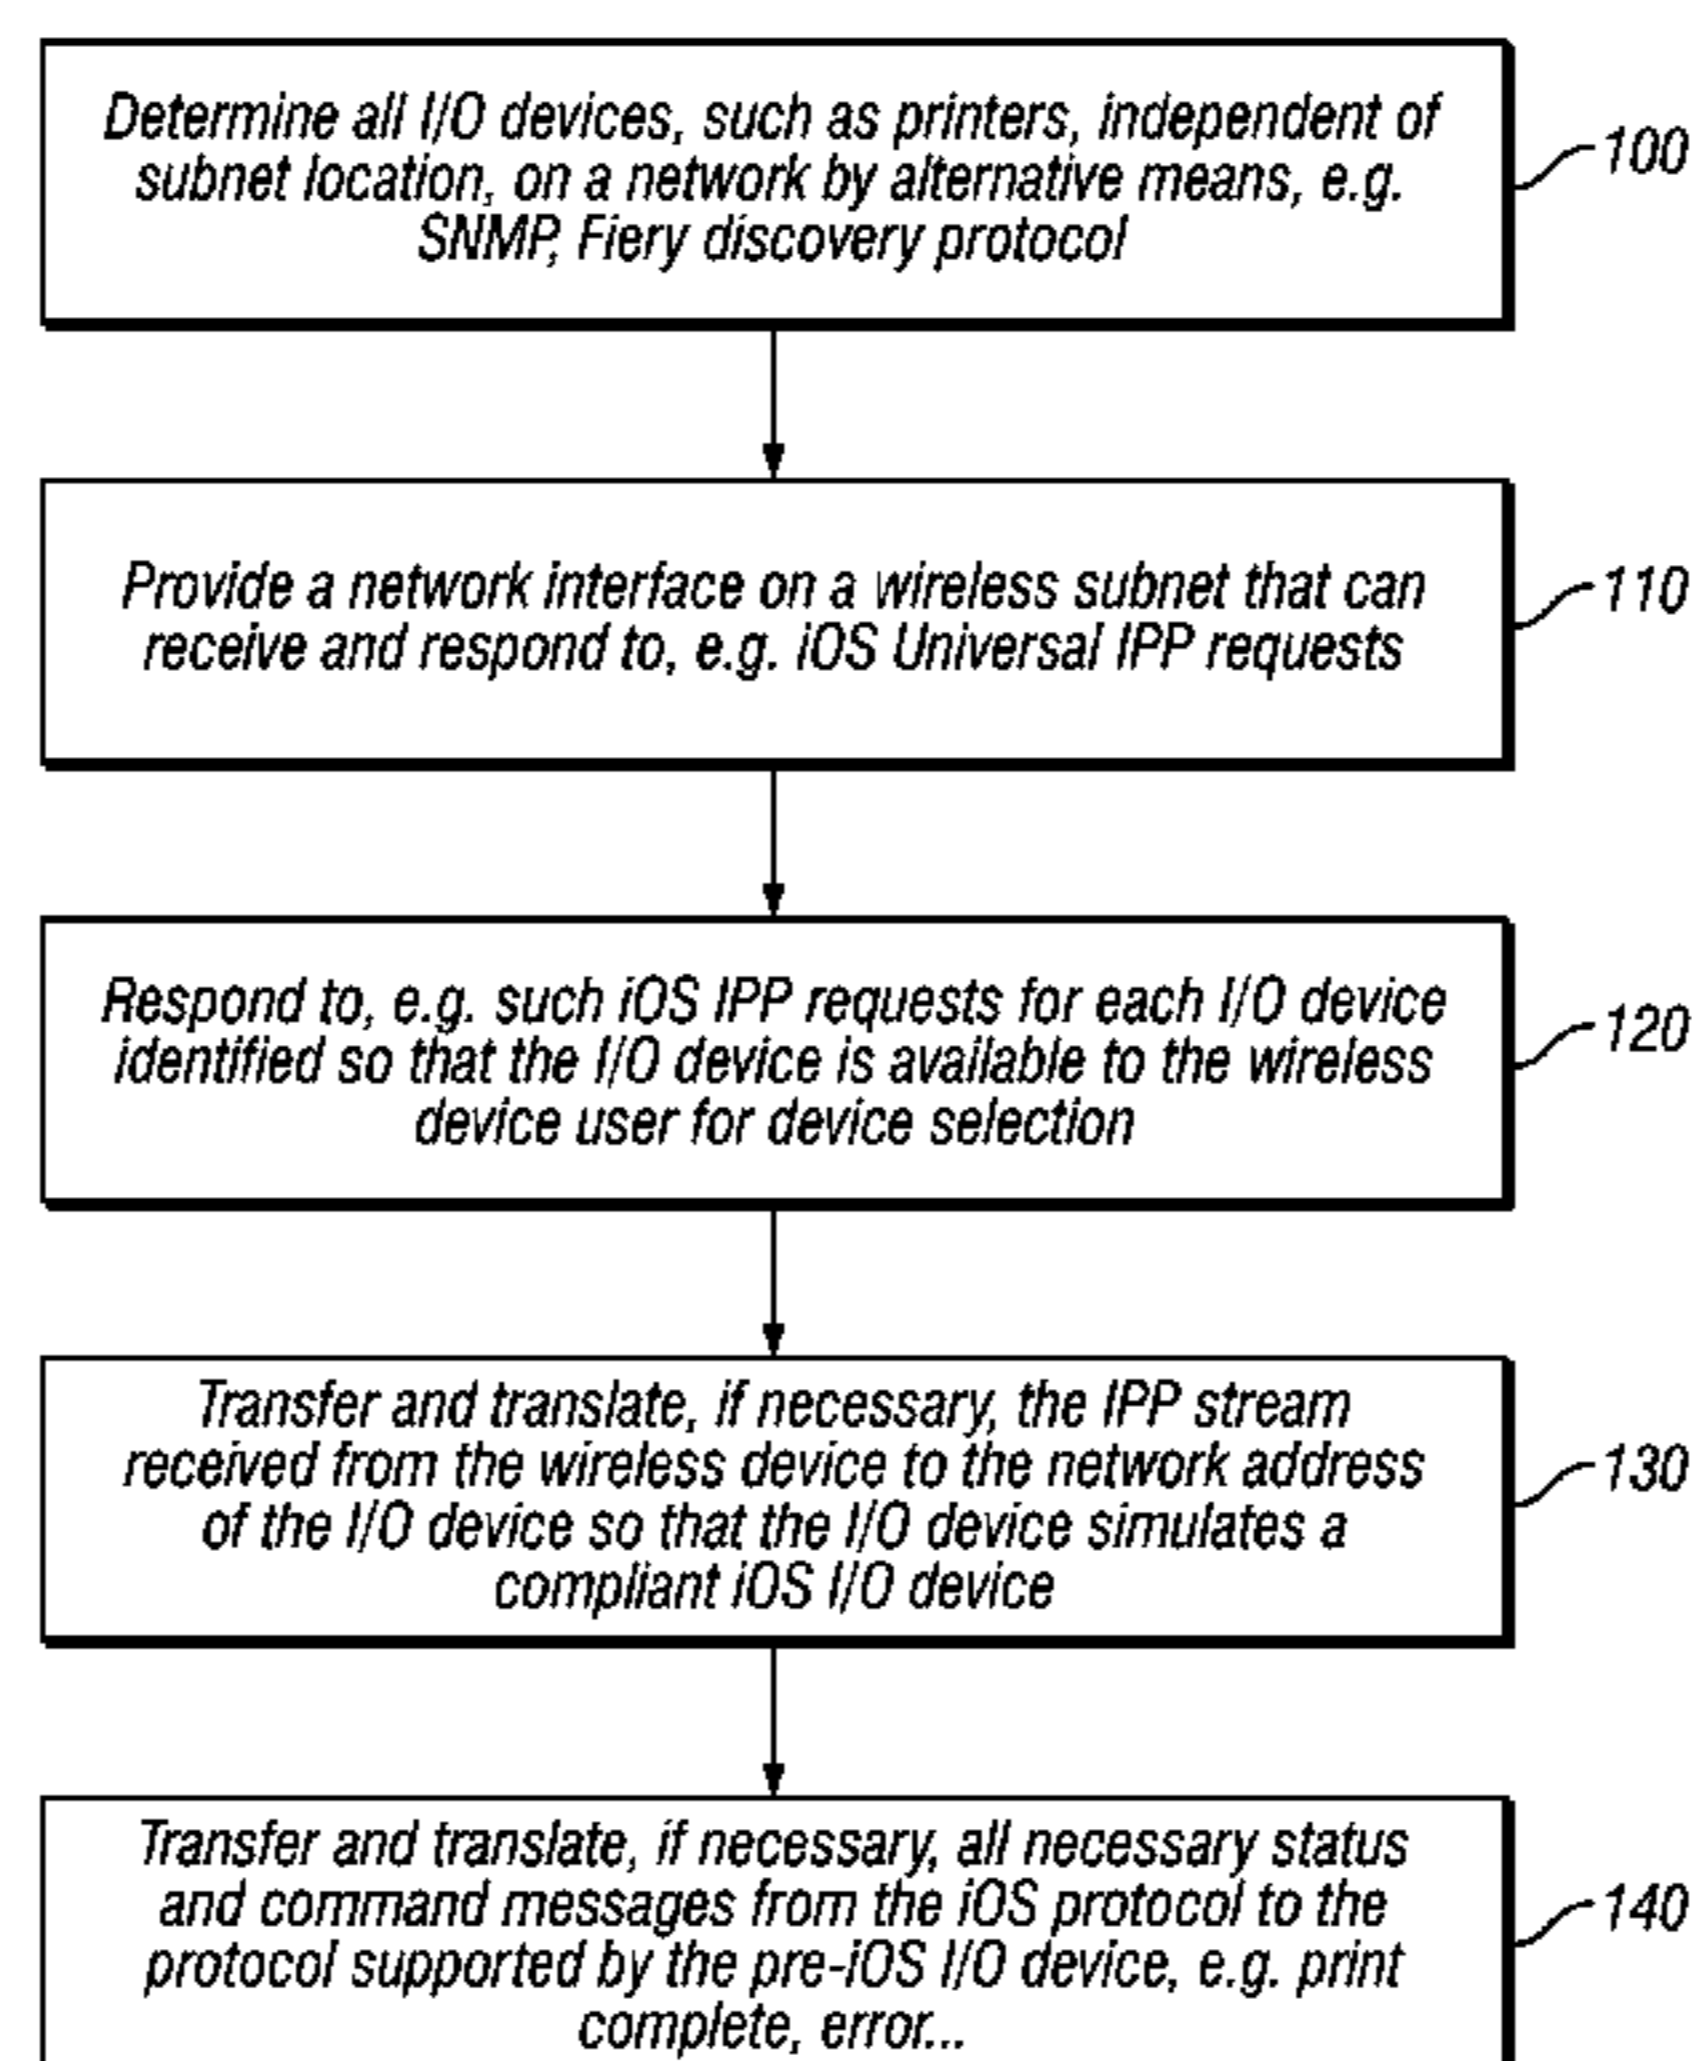 Determine all I/O devices, such as printers, independent of
subnet location, on a network by alternative means, e.g.
SNMP, Fiery discovery protocol
100
Provide a network interface on a wireless subnet that can
receive and respond to, e.g. iOS Universal IPP requests
110
Respond to, e.g. such iOS IPP requests for each I/O device
identified so that the I/O device is available to the wireless
device user for device selection
120
Transfer and translate, if necessary, the IPP stream
received from the wireless device to the network address
of the I/O device so that the I/O device simulates a
compliant iOS I/O device
130
Transfer and translate, if necessary, all necessary status
and command messages from the iOS protocol to the
protocol supported by the pre-iOS I/O device, e.g. print
complete, error...
140